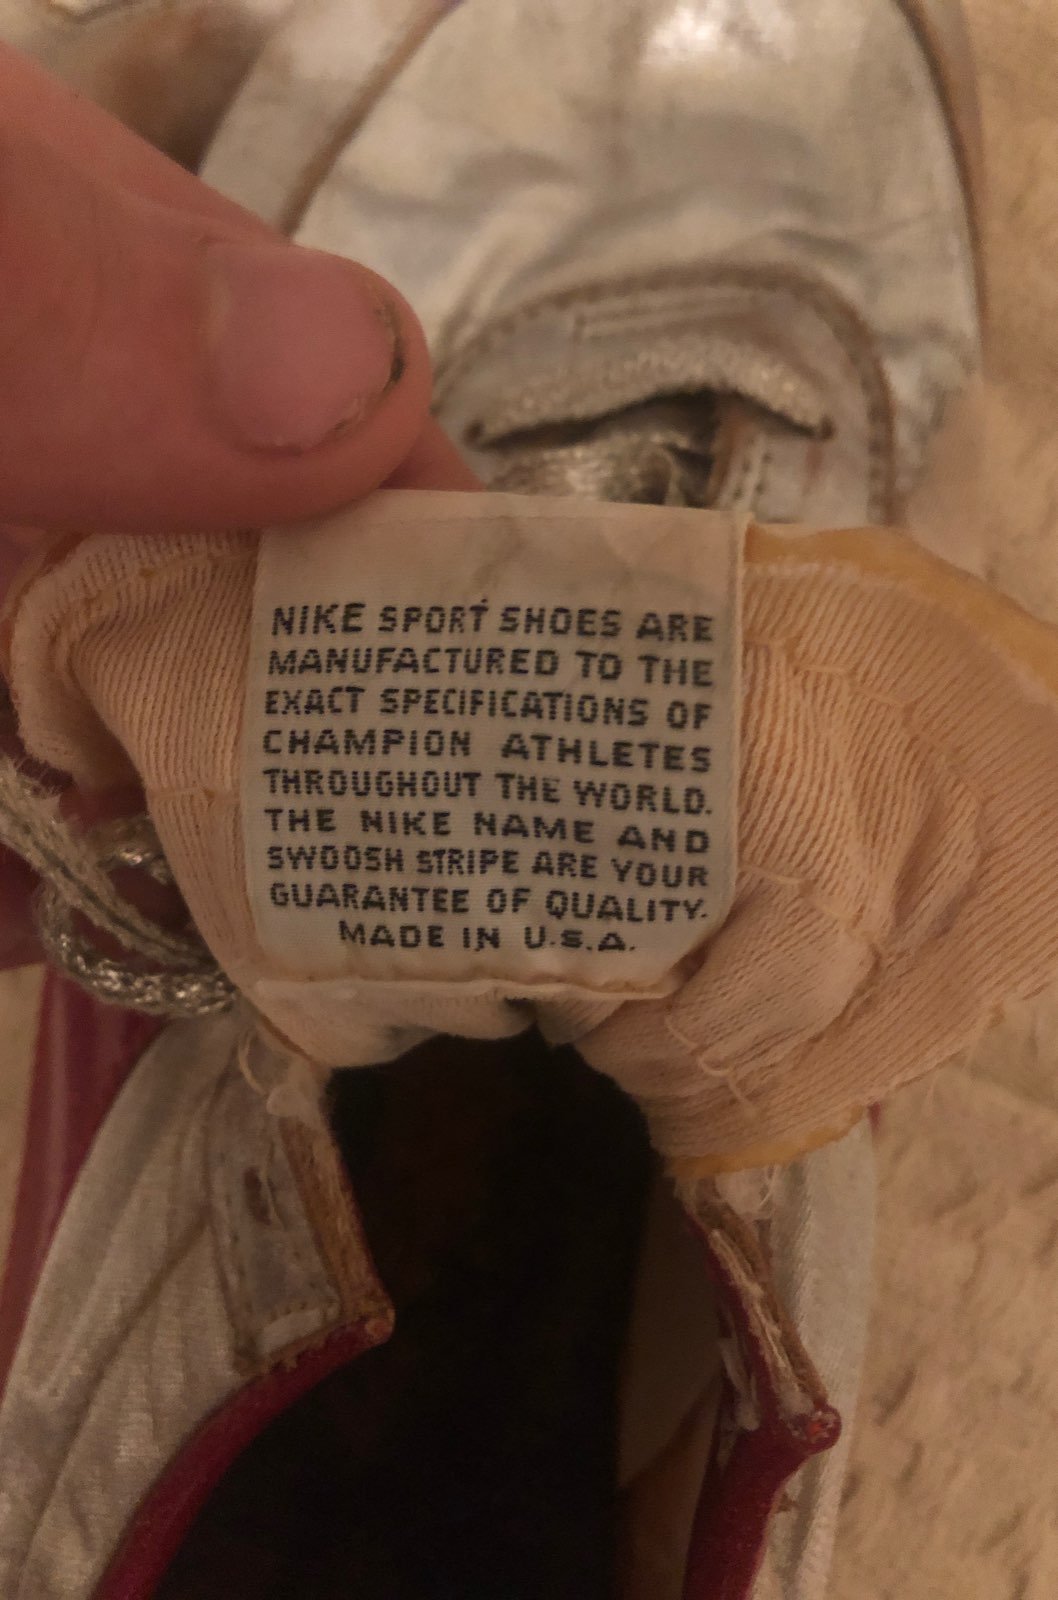 NIKE SPORT SHOES ARE
MANUFACTURED TO THE
EXACT SPECIFICATIONS OF
CHAMPION ATHLETES
THROUGHOUT THE WORLD.
THE NIKE NAME AND
SWOOSH STRIPE ARE YOUR
GUARANTEE OF QUALITY.
MADE IN U.S.A.